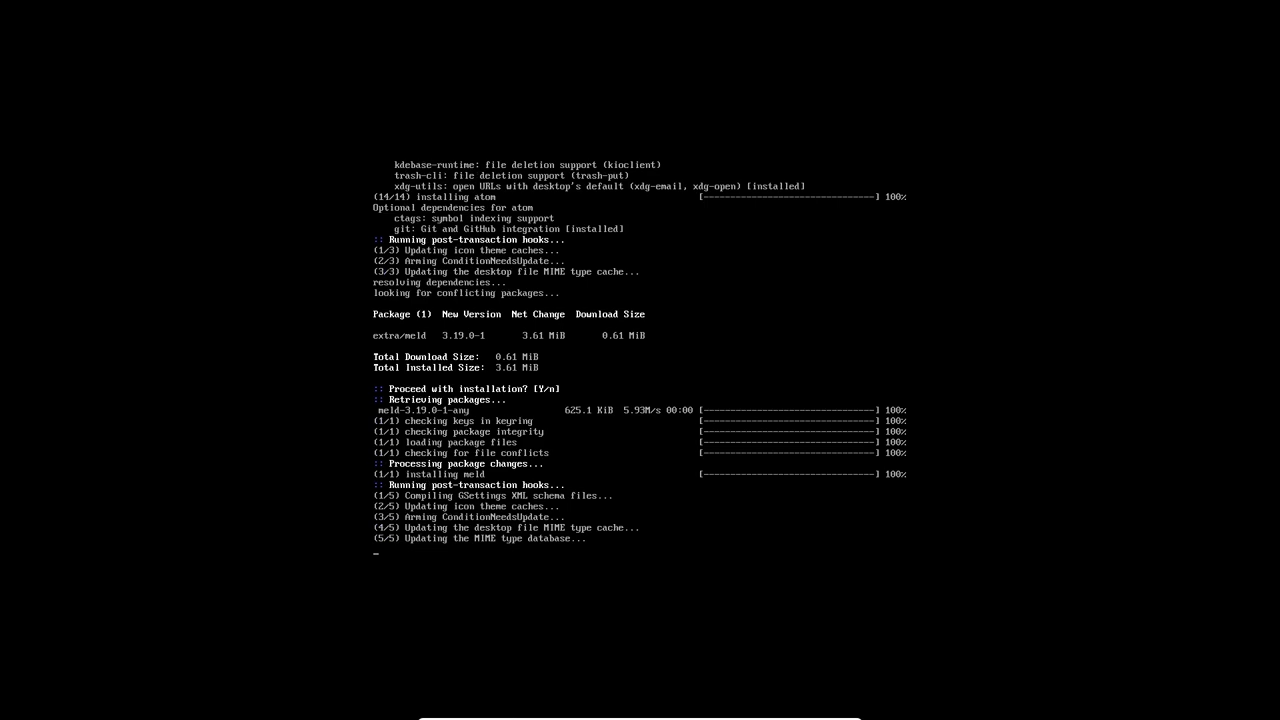 kdebase-runtime: file deletion support (kioclient)
trash-cli: file deletion support (trash-put)
xdg-utils: open URLs with desktop's default (xdg-email, xdg-open) [installed]
(14/14) installing atom [--------------------------------] 100%
Optional dependencies for atom
ctags: symbol indexing support
git: Git and GitHub integration [installed]
:: Running post-transaction hooks...
(1/3) Updating icon theme caches...
(2/3) Arming ConditionNeedsUpdate...
(3/3) Updating the desktop file MIME type cache...
resolving dependencies...
looking for conflicting packages...
Package (1) New Version Net Change Download Size
extra/meld 3.19.0-1 3.61 MiB 0.61 MiB
Total Download Size: 0.61 MiB
Total Installed Size: 3.61 MiB
:: Proceed with installation? [Y/n]
:: Retrieving packages...
meld-3.19.0-1-any 625.1 KiB 5.93M/s 00:00 [--------------------------------] 100%
(1/1) checking keys in keyring [--------------------------------] 100%
(1/1) checking package integrity [--------------------------------] 100%
(1/1) loading package files [--------------------------------] 100%
(1/1) checking for file conflicts [--------------------------------] 100%
:: Processing package changes...
(1/1) installing meld [--------------------------------] 100%
:: Running post-transaction hooks...
(1/5) Compiling GSettings XML schema files...
(2/5) Updating icon theme caches...
(3/5) Arming ConditionNeedsUpdate...
(4/5) Updating the desktop file MIME type cache...
(5/5) Updating the MIME type database...
_